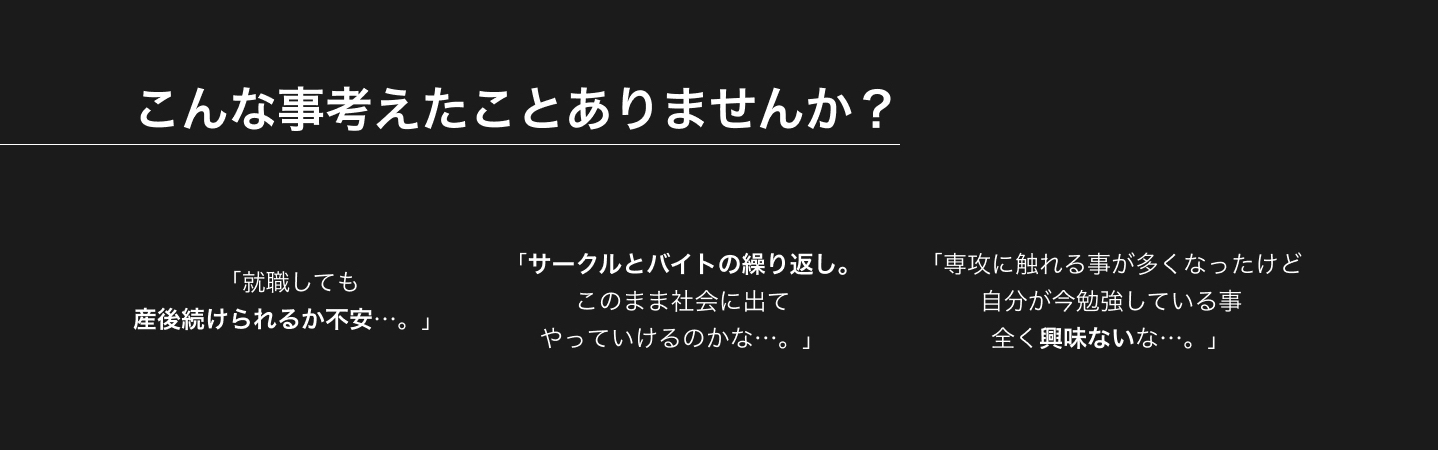 こんな事考えたことありませんか？
「就職しても
産後続けられるか不安…。」
「サークルとバイトの繰り返し。
このまま社会に出て
やっていけるのかな…。」
「専攻に触れる事が多くなったけど
自分が今勉強している事
全く興味ないな…。」